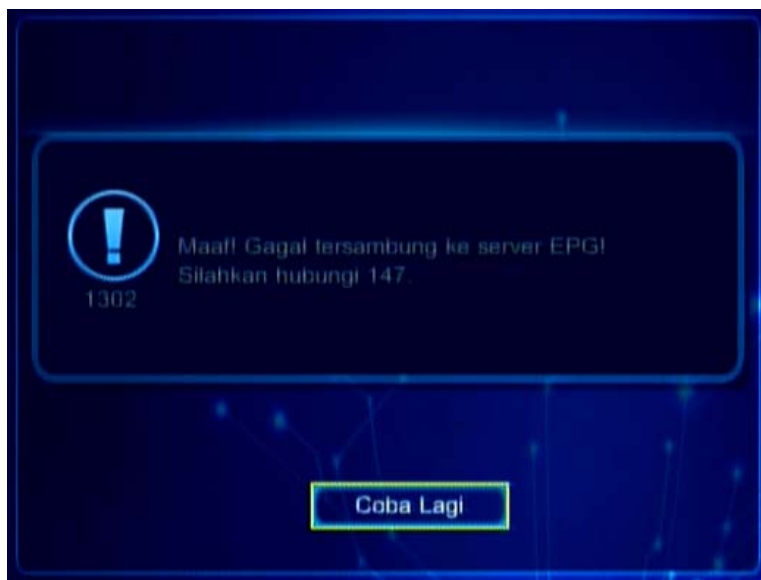 Maaf! Gagal tersambung ke server EPG!
Silahkan hubungi 147.
1302
Coba Lagi